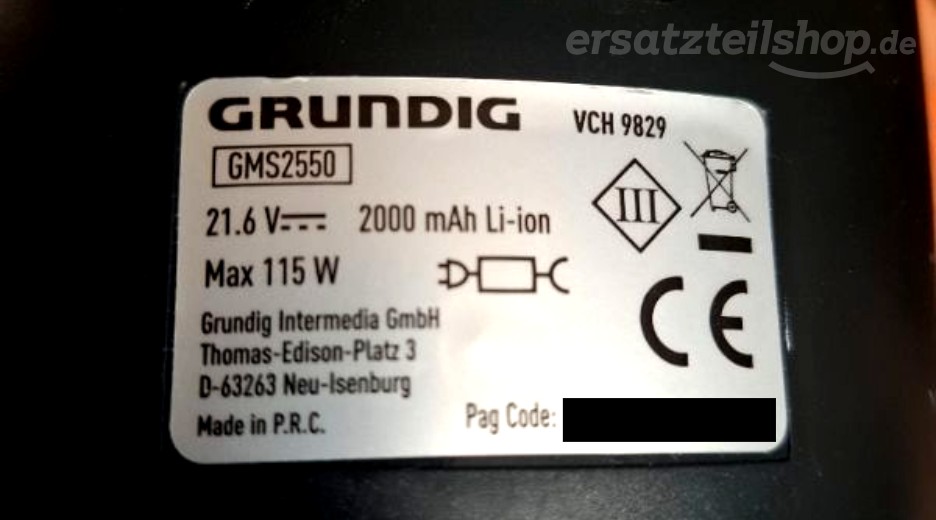 ersatzteilshop.de
GRUNDIG VCH 9829
GMS2550
21.6 V 2000 mAh Li-ion
III
Max 115 W
CE
Grundig Intermedia GmbH
Thomas-Edison-Platz 3
D-63263 Neu-Isenburg
Made in P.R.C. Pag Code: